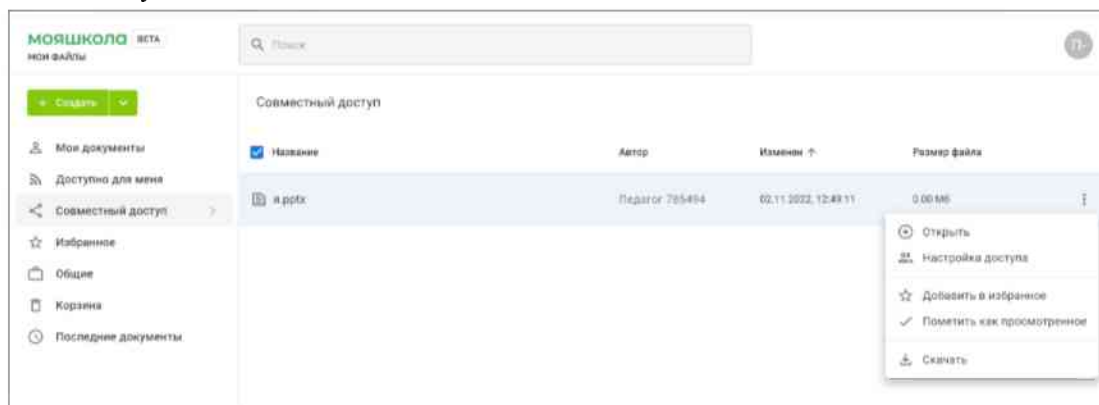 МОЯШКОЛА BETA
МОИ ФАЙЛЫ
Поиск
П-
+ Создать
Совместный доступ
Мои документы
Доступно для меня
Совместный доступ
Избранное
Общие
Корзина
Последние документы
Название Автор Изменен ↑ Размер файла
я.pptx Педагог 785494 02.11.2022, 12:49:11 0.00 Мб
Открыть
Настройка доступа
Добавить в избранное
Пометить как просмотренное
Скачать